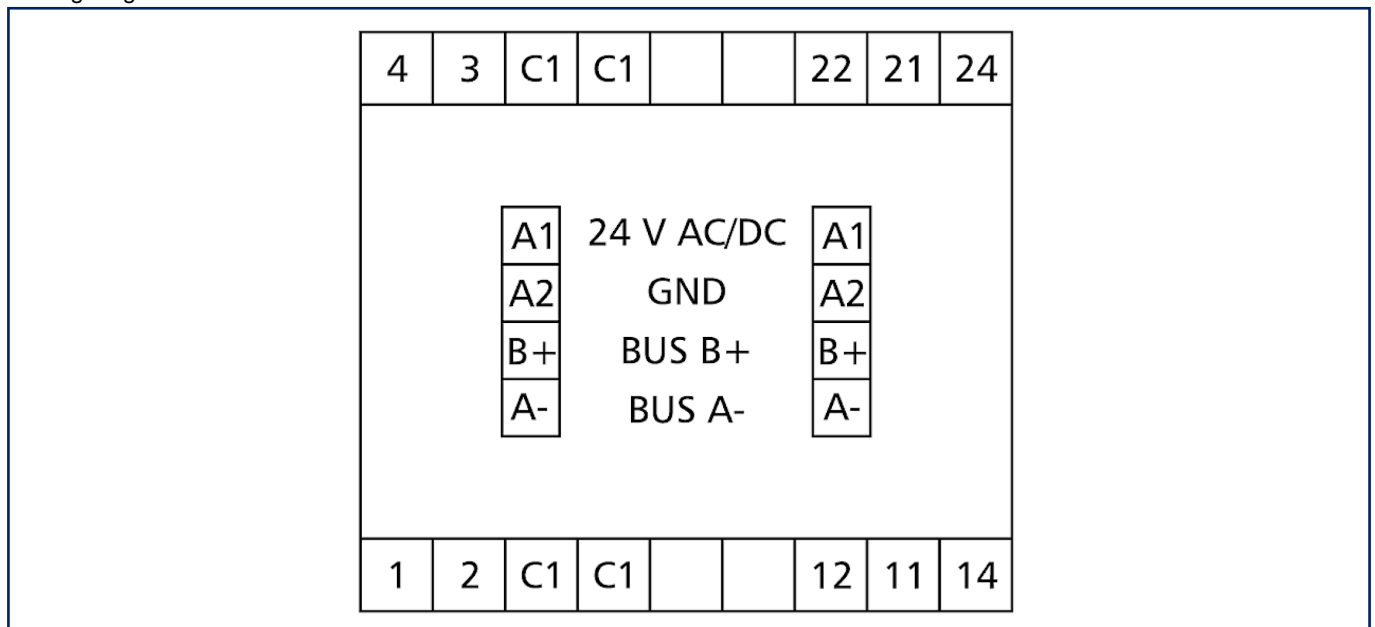 4 3 C1 C1 22 21 24
A1 24 V AC/DC A1
A2 GND A2
B+ BUS B+ B+
A- BUS A- A-
1 2 C1 C1 12 11 14